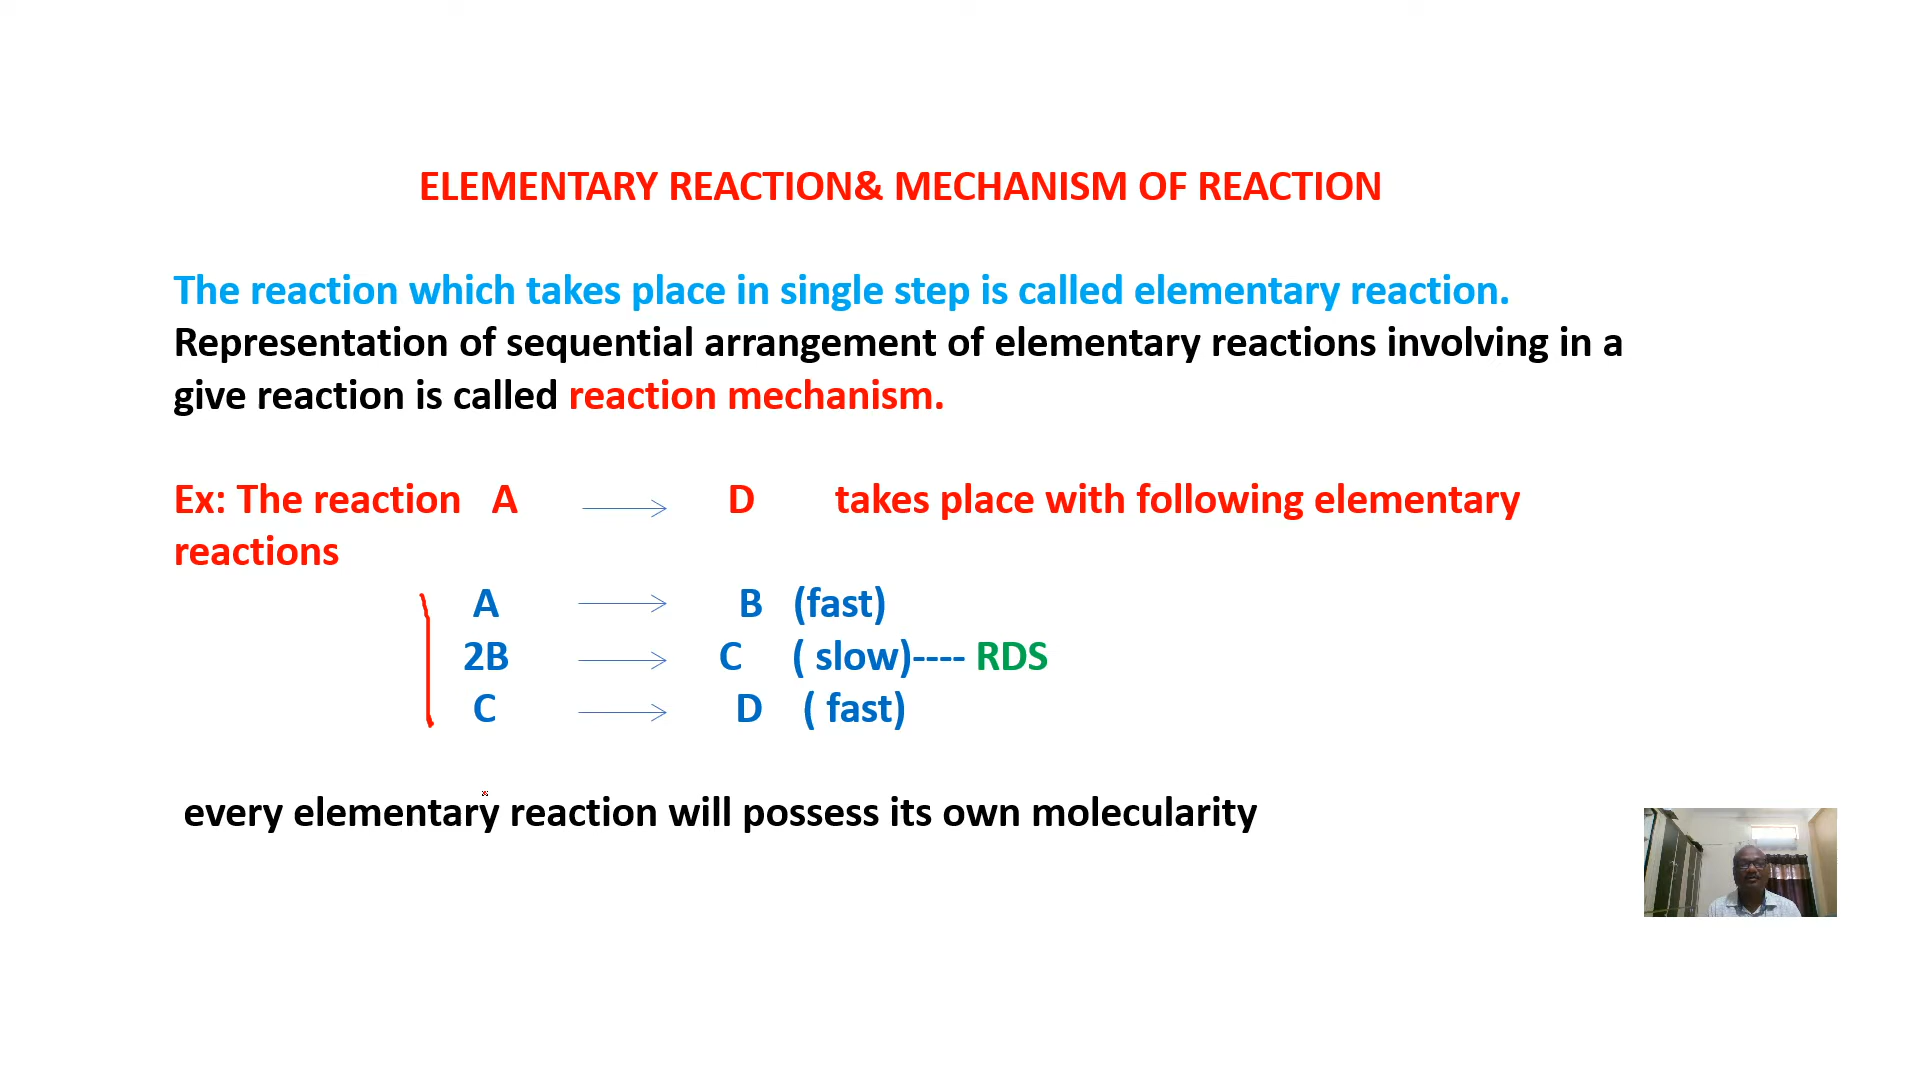 ELEMENTARY REACTION& MECHANISM OF REACTION
The reaction which takes place in single step is called elementary reaction.
Representation of sequential arrangement of elementary reactions involving in a
give reaction is called reaction mechanism.
Ex: The reaction A → D takes place with following elementary
reactions
A → B (fast)
2B → C ( slow)---- RDS
C → D ( fast)
every elementary reaction will possess its own molecularity